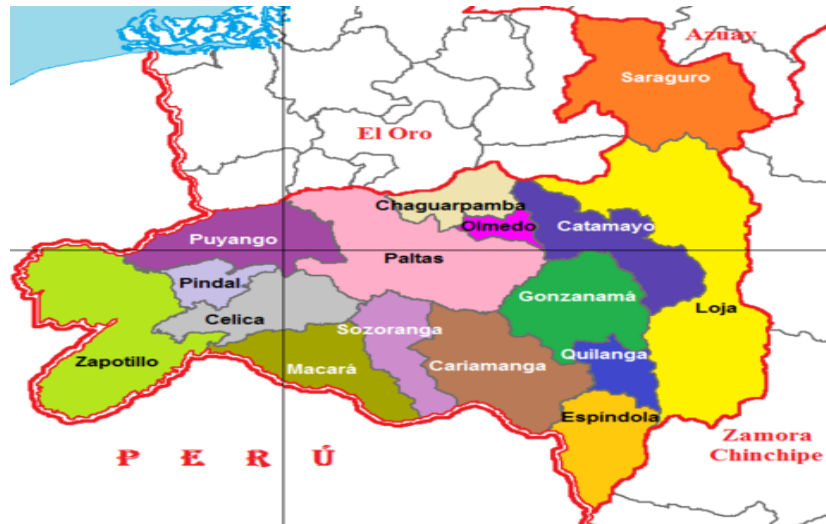 Azuay
Saraguro
El Oro
Chaguarpamba
Olmedo
Catamayo
Puyango
Paltas
Pindal
Gonzanamá
Loja
Celica
Sozoranga
Zapotillo
Macará
Cariamanga
Quilanga
Espíndola
PERÚ
Zamora
Chinchipe